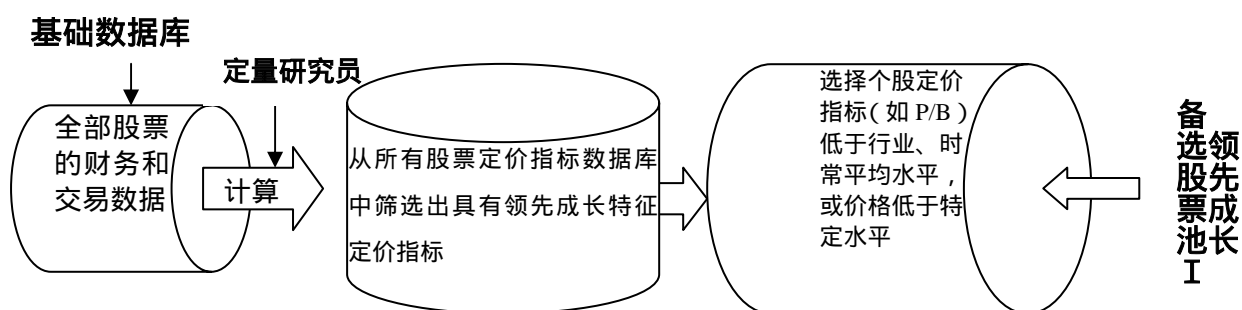 基础数据库
定量研究员
全部股票
的财务和
交易数据
计算
从所有股票定价指标数据库
中筛选出具有领先成长特征
定价指标
选择个股定价
指标（如 P/B）
低于行业、时
常平均水平，
或价格低于特
定水平
备选股票池 I
领先成长